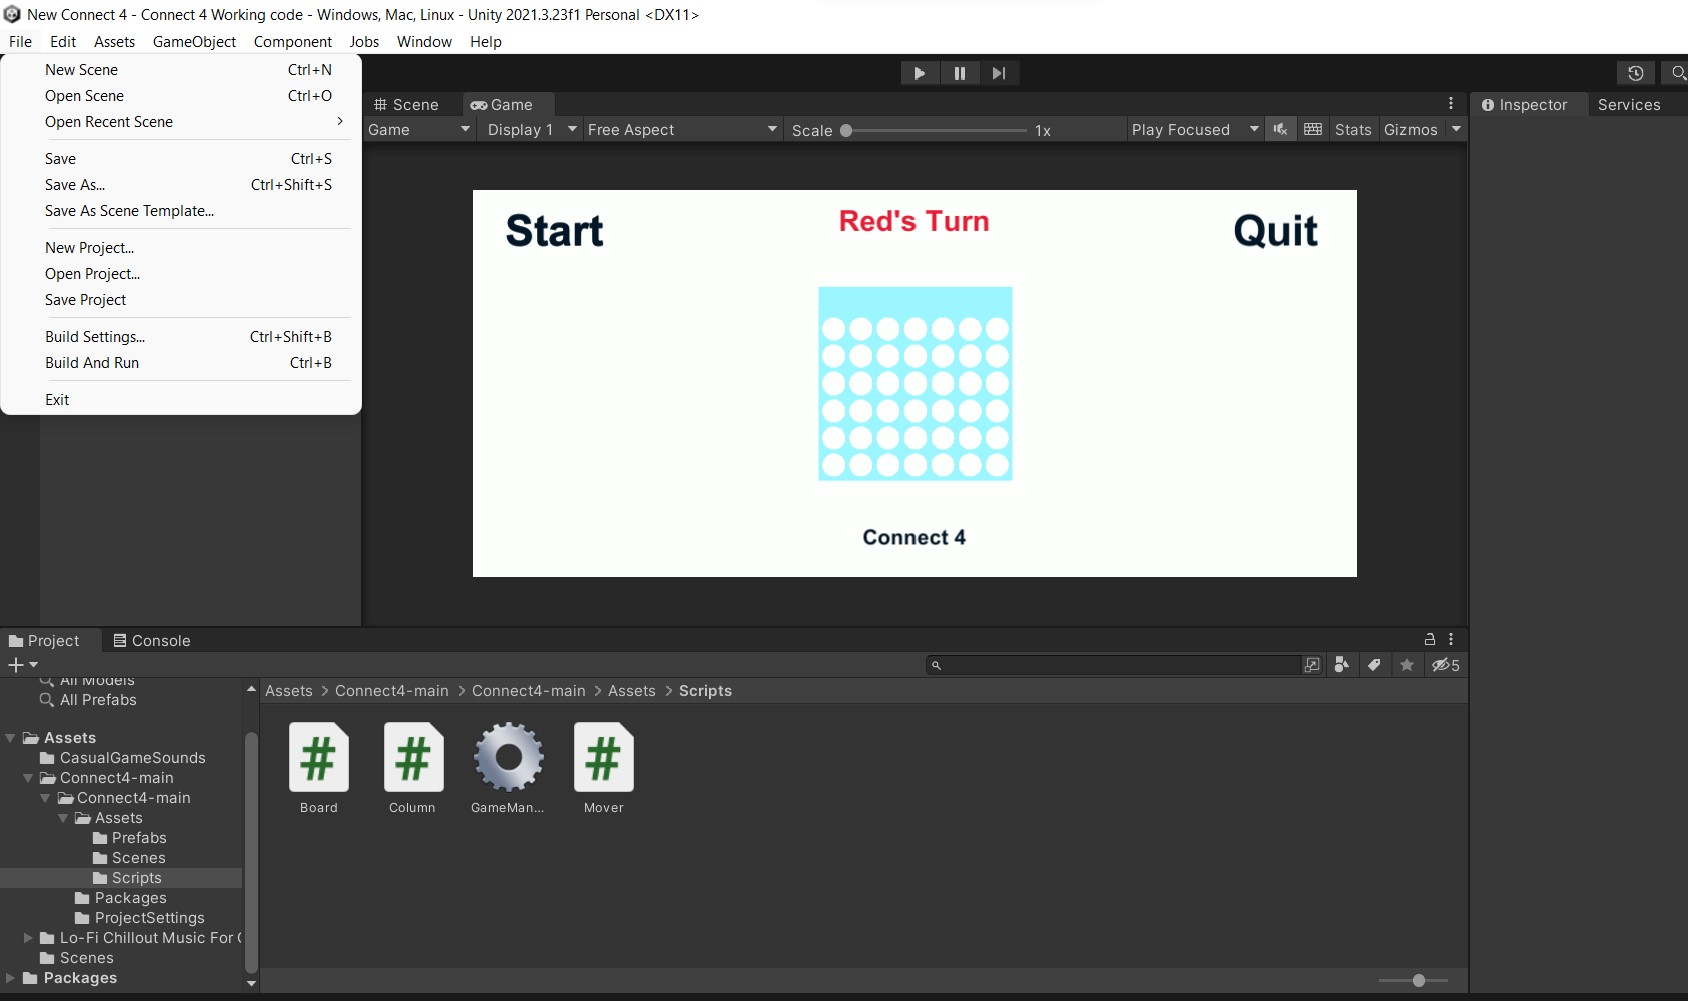 New Connect 4 - Connect 4 Working code - Windows, Mac, Linux - Unity 2021.3.23f1 Personal <DX11>
File Edit Assets GameObject Component Jobs Window Help
New Scene Ctrl+N
Open Scene Ctrl+O
Open Recent Scene
Save Ctrl+S
Save As... Ctrl+Shift+S
Save As Scene Template...
New Project...
Open Project...
Save Project
Build Settings... Ctrl+Shift+B
Build And Run Ctrl+B
Exit
Scene Game
Game Display 1 Free Aspect Scale 1x Play Focused Stats Gizmos
Start Red's Turn Quit
Connect 4
Inspector Services
Project Console
5
All Models
All Prefabs
Assets
CasualGameSounds
Connect4-main
Connect4-main
Assets
Prefabs
Scenes
Scripts
Packages
ProjectSettings
Lo-Fi Chillout Music For
Scenes
Packages
Assets > Connect4-main > Connect4-main > Assets > Scripts
Board Column GameMan... Mover